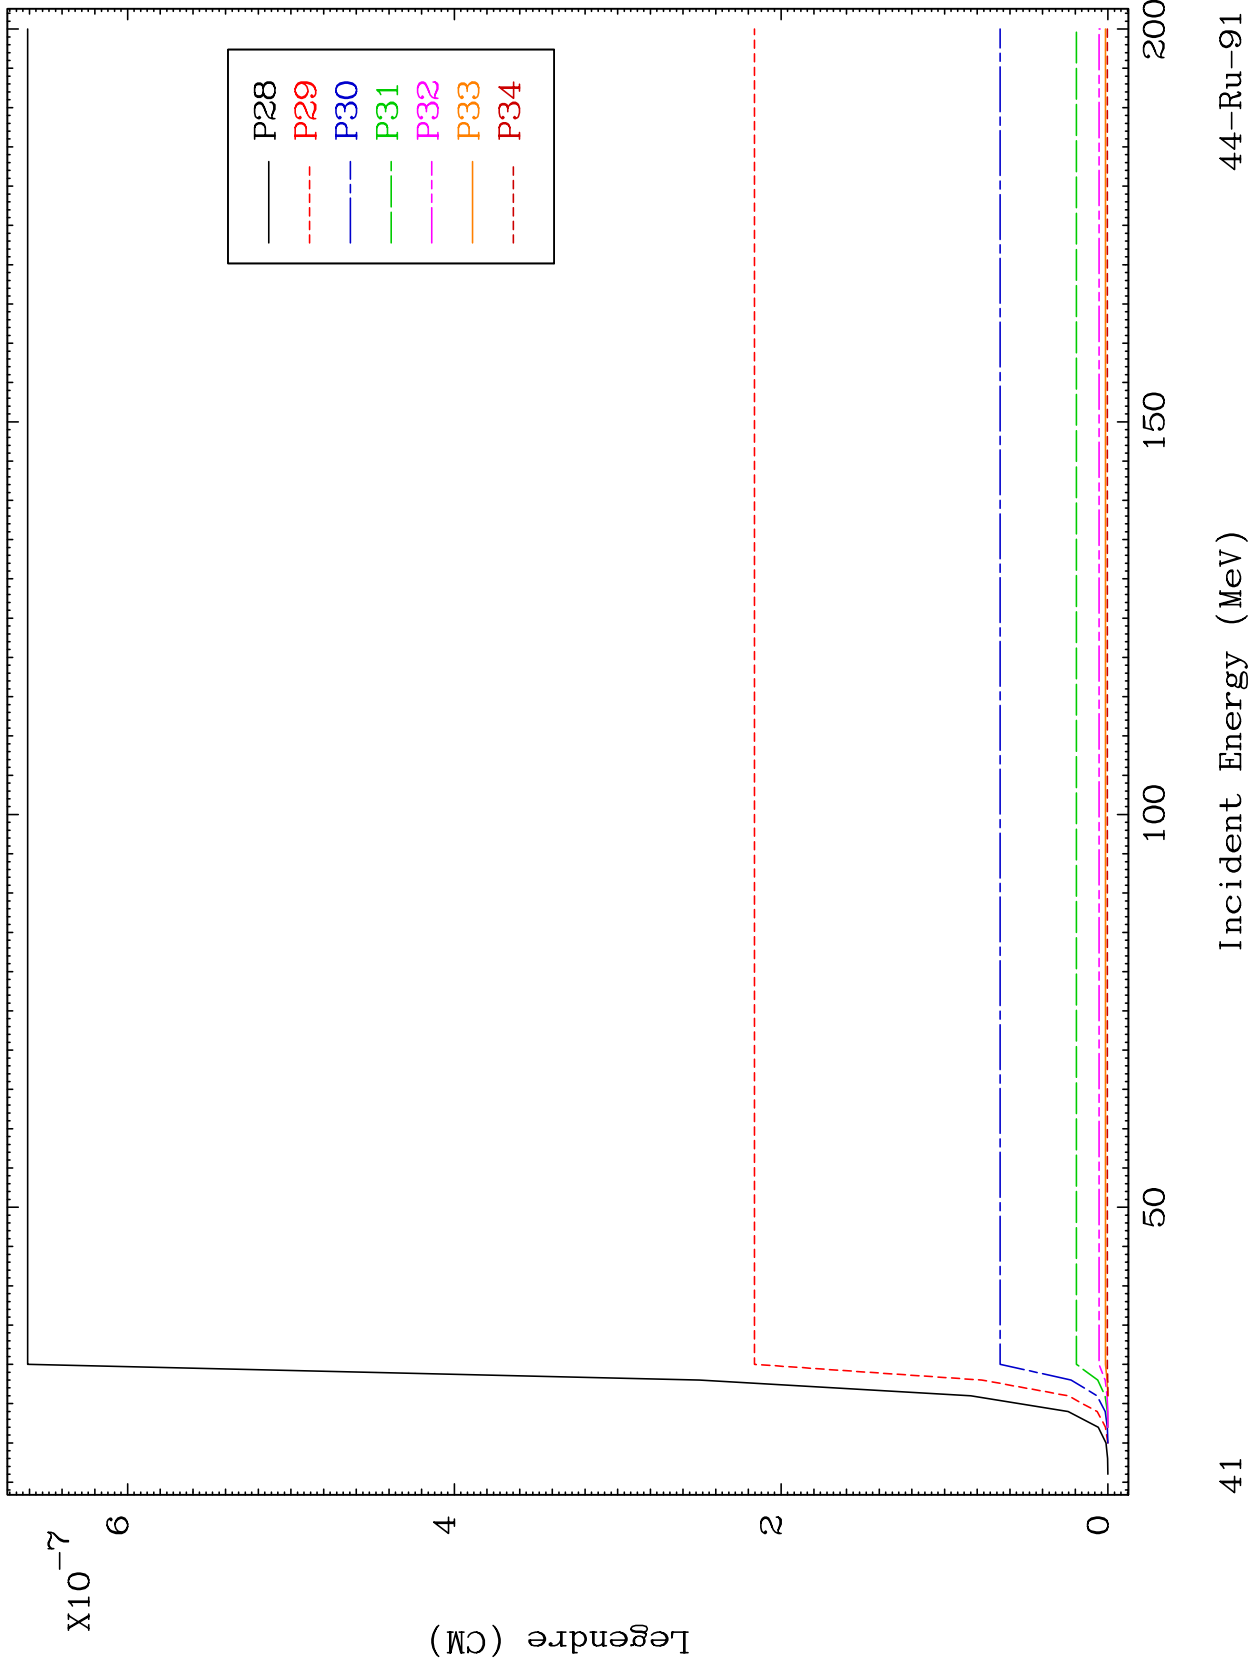 X10-7
6
4
2
0
Legendre (CM)
P28
P29
P30
P31
P32
P33
P34
50
100
150
200
Incident Energy (MeV)
41
44-Ru-91